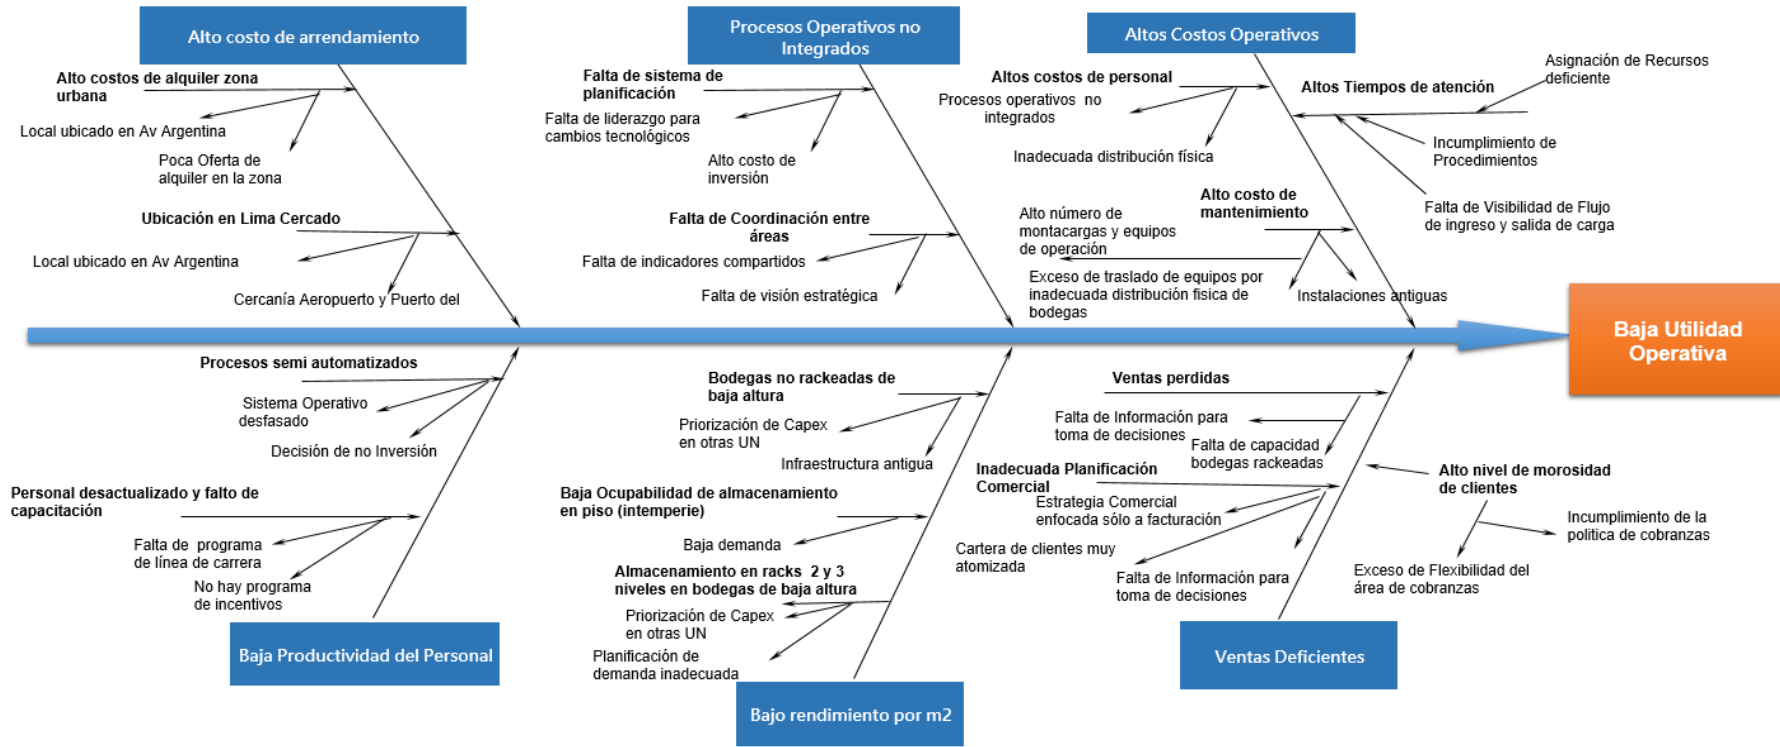 Alto costo de arrendamiento
Procesos Operativos no
Integrados
Altos Costos Operativos
Alto costos de alquiler zona
urbana
Local ubicado en Av Argentina
Poca Oferta de
alquiler en la zona
Ubicación en Lima Cercado
Local ubicado en Av Argentina
Cercanía Aeropuerto y Puerto del
Falta de sistema de
planificación
Falta de liderazgo para
cambios tecnológicos
Alto costo de
inversión
Falta de Coordinación entre
áreas
Falta de indicadores compartidos
Falta de visión estratégica
Altos costos de personal
Procesos operativos no
integrados
Inadecuada distribución física
Altos Tiempos de atención
Asignación de Recursos
deficiente
Incumplimiento de
Procedimientos
Falta de Visibilidad de Flujo
de ingreso y salida de carga
Alto costo de
mantenimiento
Alto número de
montacargas y equipos
de operación
Exceso de traslado de equipos por
inadecuada distribución fisica de
bodegas
Instalaciones antiguas
Baja Utilidad
Operativa
Procesos semi automatizados
Sistema Operativo
desfasado
Decisión de no Inversión
Personal desactualizado y falto de
capacitación
Falta de programa
de línea de carrera
No hay programa
de incentivos
Bodegas no rackeadas de
baja altura
Priorización de Capex
en otras UN
Infraestructura antigua
Baja Ocupabilidad de almacenamiento
en piso (intemperie)
Baja demanda
Almacenamiento en racks 2 y 3
niveles en bodegas de baja altura
Priorización de Capex
en otras UN
Planificación de
demanda inadecuada
Ventas perdidas
Falta de Información para
toma de decisiones
Falta de capacidad
bodegas rackeadas
Inadecuada Planificación
Comercial
Estrategia Comercial
enfocada sólo a facturación
Cartera de clientes muy
atomizada
Falta de Información para
toma de decisiones
Alto nivel de morosidad
de clientes
Incumplimiento de la
politica de cobranzas
Exceso de Flexibilidad del
área de cobranzas
Baja Productividad del Personal
Bajo rendimiento por m2
Ventas Deficientes